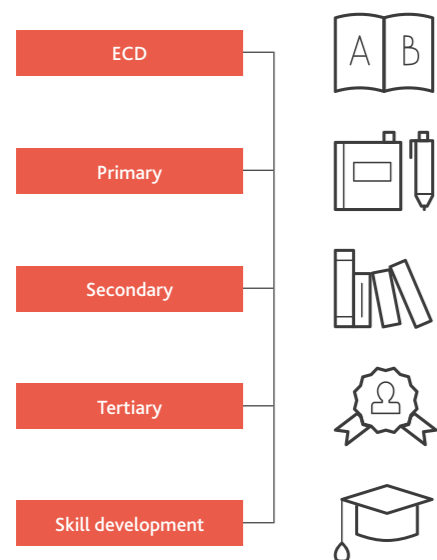 ECD
A B
Primary
Secondary
Tertiary
Skill development